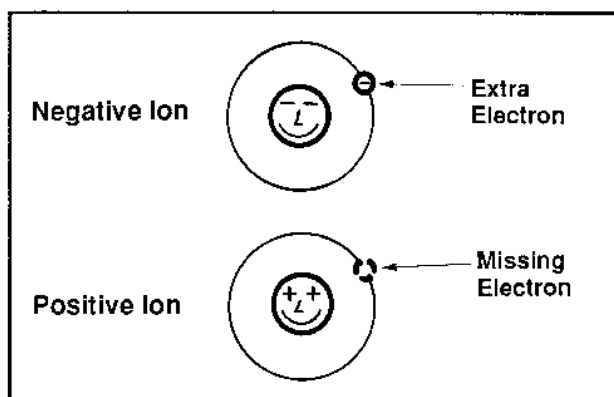 Negative Ion
Extra
Electron
Positive Ion
Missing
Electron